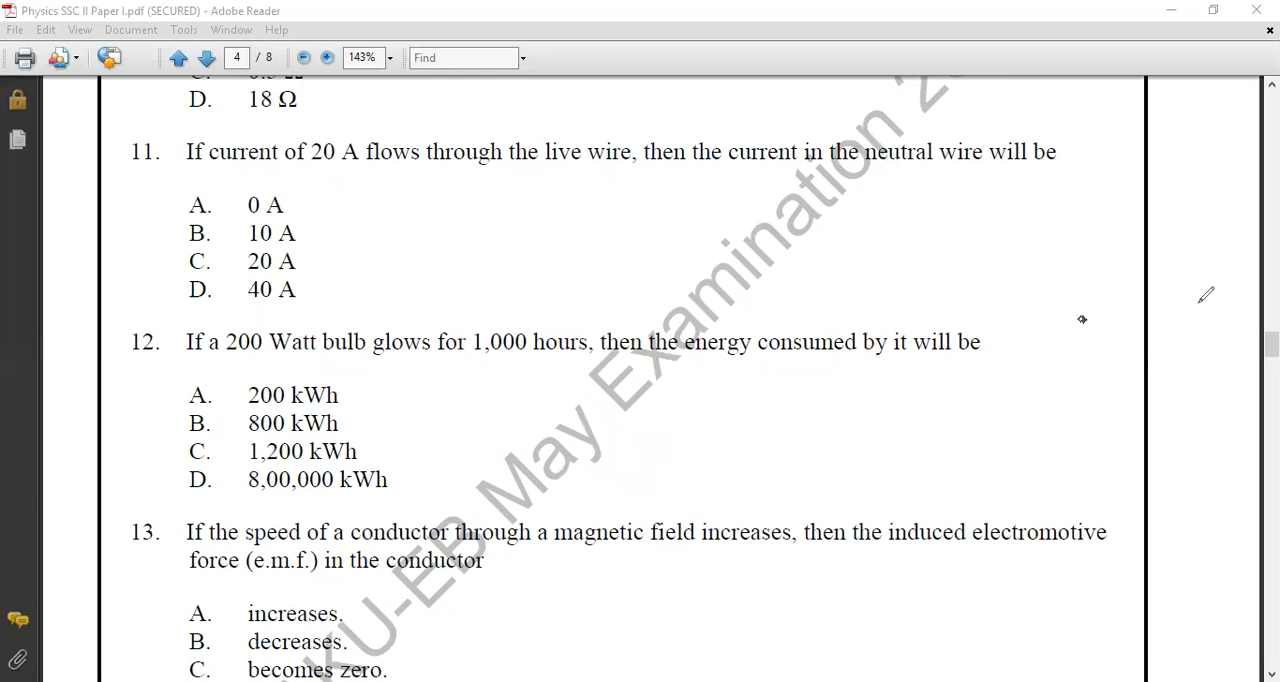 Physics SSC II Paper I.pdf (SECURED) - Adobe Reader
File Edit View Document Tools Window Help
4 / 8 143% Find
D. 18 Ω
11. If current of 20 A flows through the live wire, then the current in the neutral wire will be
A. 0 A
B. 10 A
C. 20 A
D. 40 A
12. If a 200 Watt bulb glows for 1,000 hours, then the energy consumed by it will be
A. 200 kWh
B. 800 kWh
C. 1,200 kWh
D. 8,00,000 kWh
13. If the speed of a conductor through a magnetic field increases, then the induced electromotive
force (e.m.f.) in the conductor
A. increases.
B. decreases.
C. becomes zero.
KU-EB May Examination 2